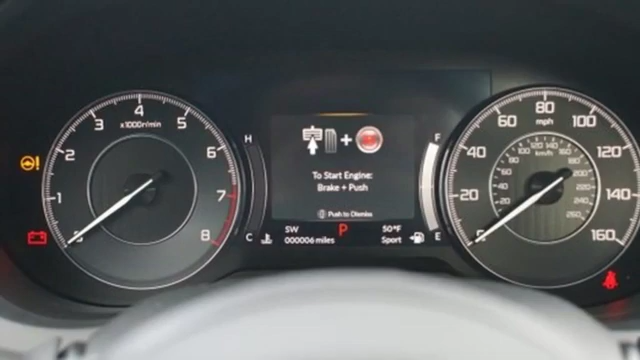 4
3 5
x1000r/min
2 6
1 7
0 8
H
C
To Start Engine:
Brake + Push
Push to Dismiss
SW P 50°F
000006 miles Sport
F
E
80
60 mph 100
40 km/h 120
20 140
0 160